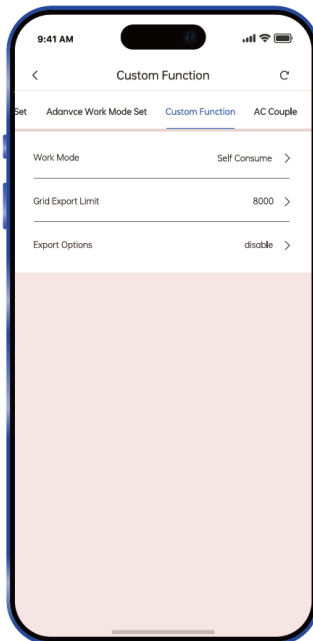 9:41 AM
Custom Function
Set Adanvce Work Mode Set Custom Function AC Couple
Work Mode Self Consume
Grid Export Limit 8000
Export Options disable